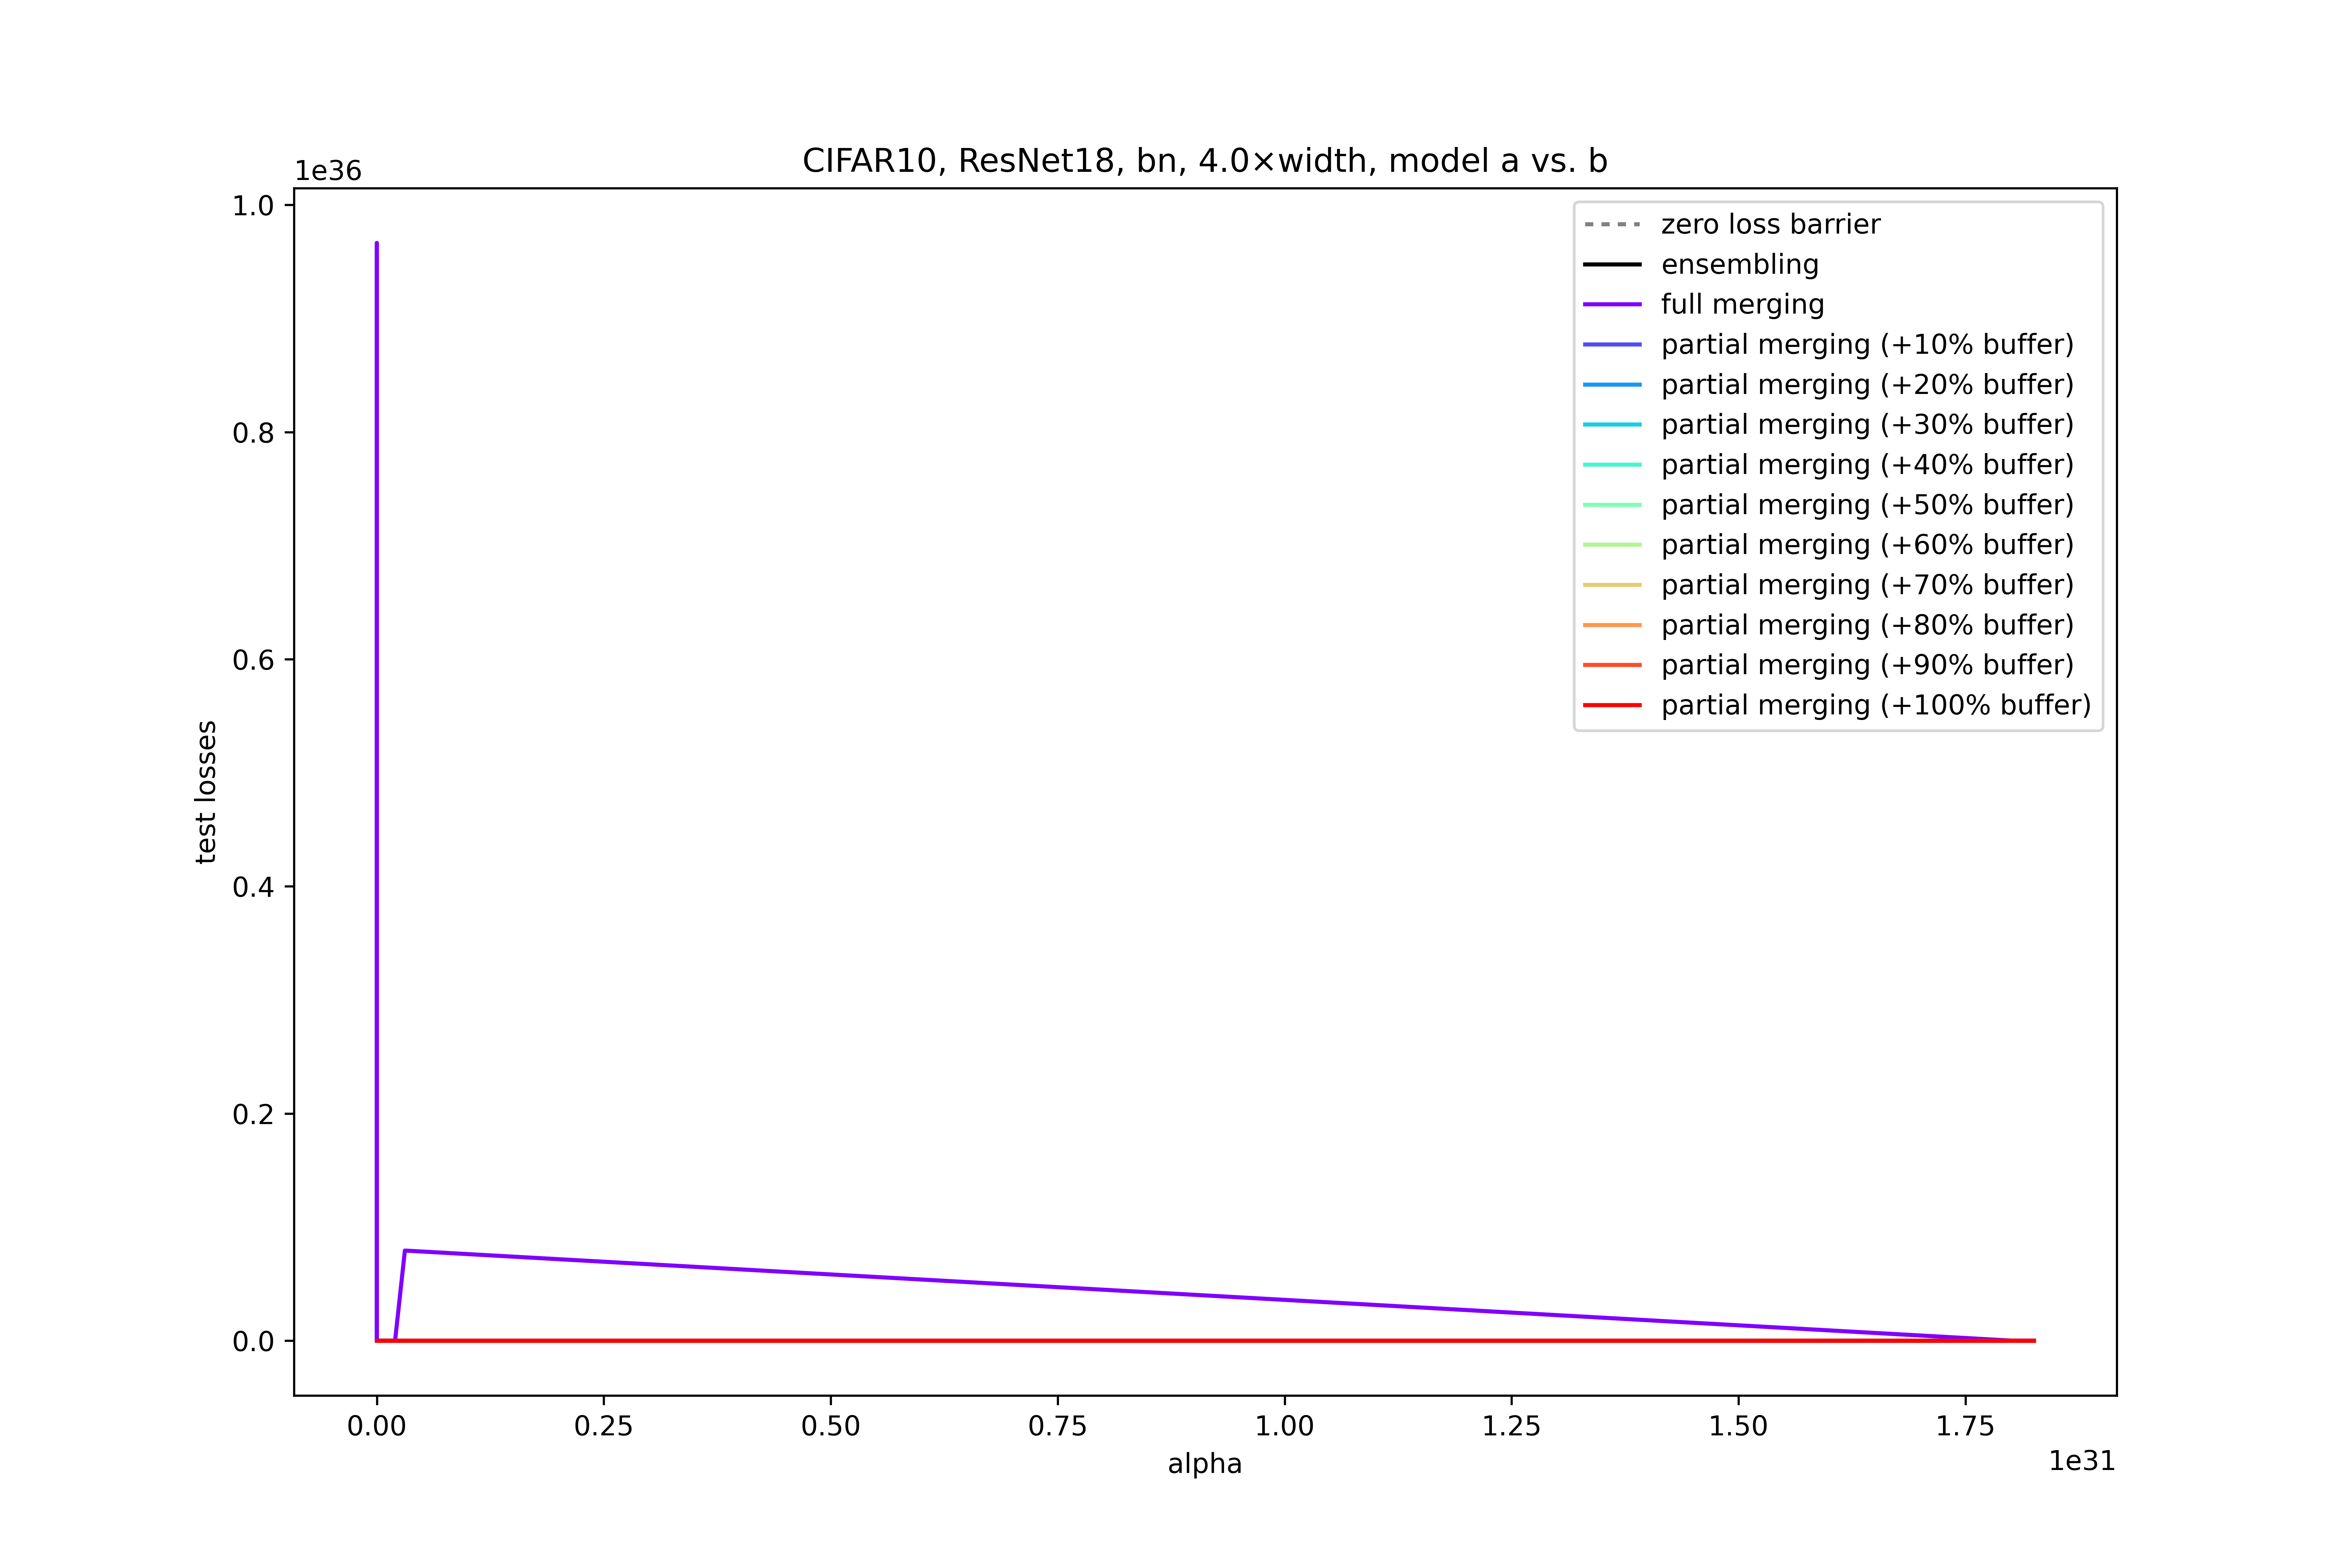 CIFAR10, ResNet18, bn, 4.0×width, model a vs. b
1e36
1.0
0.8
0.6
0.4
0.2
0.0
test losses
zero loss barrier
ensembling
full merging
partial merging (+10% buffer)
partial merging (+20% buffer)
partial merging (+30% buffer)
partial merging (+40% buffer)
partial merging (+50% buffer)
partial merging (+60% buffer)
partial merging (+70% buffer)
partial merging (+80% buffer)
partial merging (+90% buffer)
partial merging (+100% buffer)
0.00 0.25 0.50 0.75 1.00 1.25 1.50 1.75
alpha
1e31